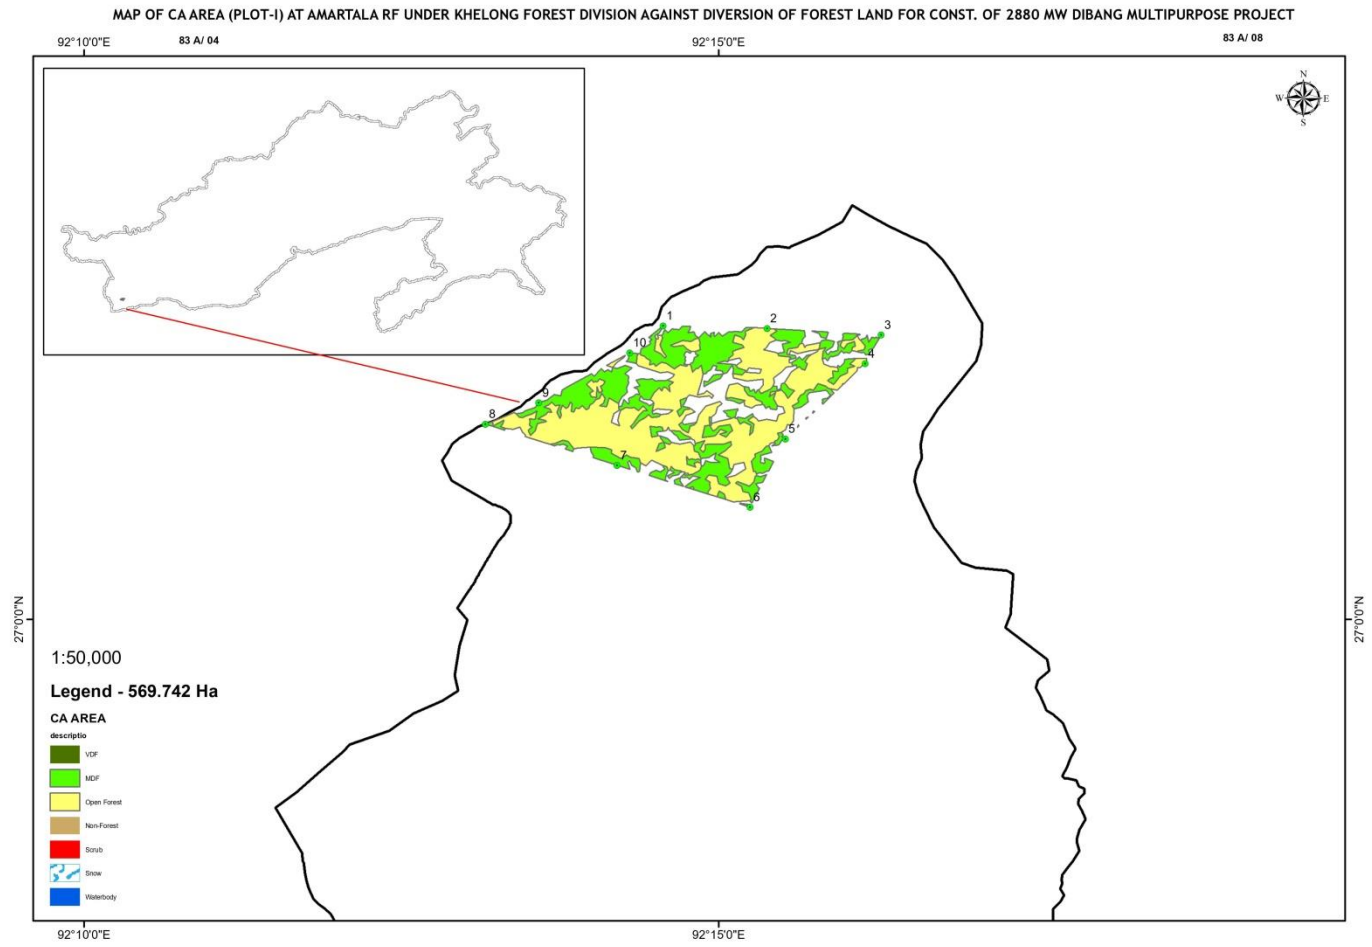 MAP OF CA AREA (PLOT-I) AT AMARTALA RF UNDER KHELONG FOREST DIVISION AGAINST DIVERSION OF FOREST LAND FOR CONST. OF 2880 MW DIBANG MULTIPURPOSE PROJECT
83 A/ 04
83 A/ 08
92°10'0"E
92°15'0"E
N
W
E
S
1
2
3
10
4
9
8
5
7
6
27°0'0"N
27°0'0"N
1:50,000
Legend - 569.742 Ha
CA AREA
descriptio
VDF
MDF
Open Forest
Non-Forest
Scrub
Snow
Waterbody
92°10'0"E
92°15'0"E